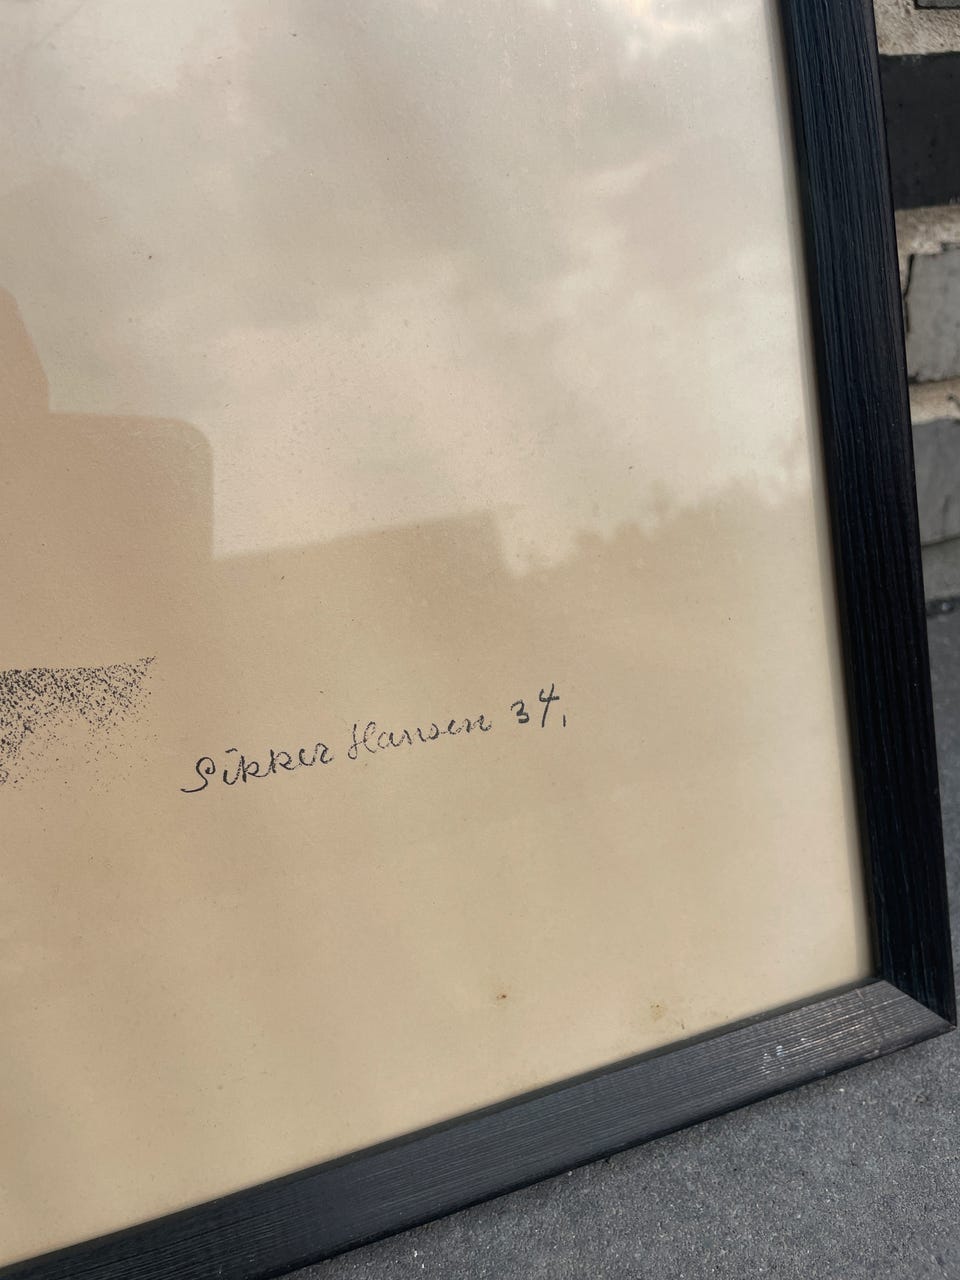 Sikker Hansen 34,